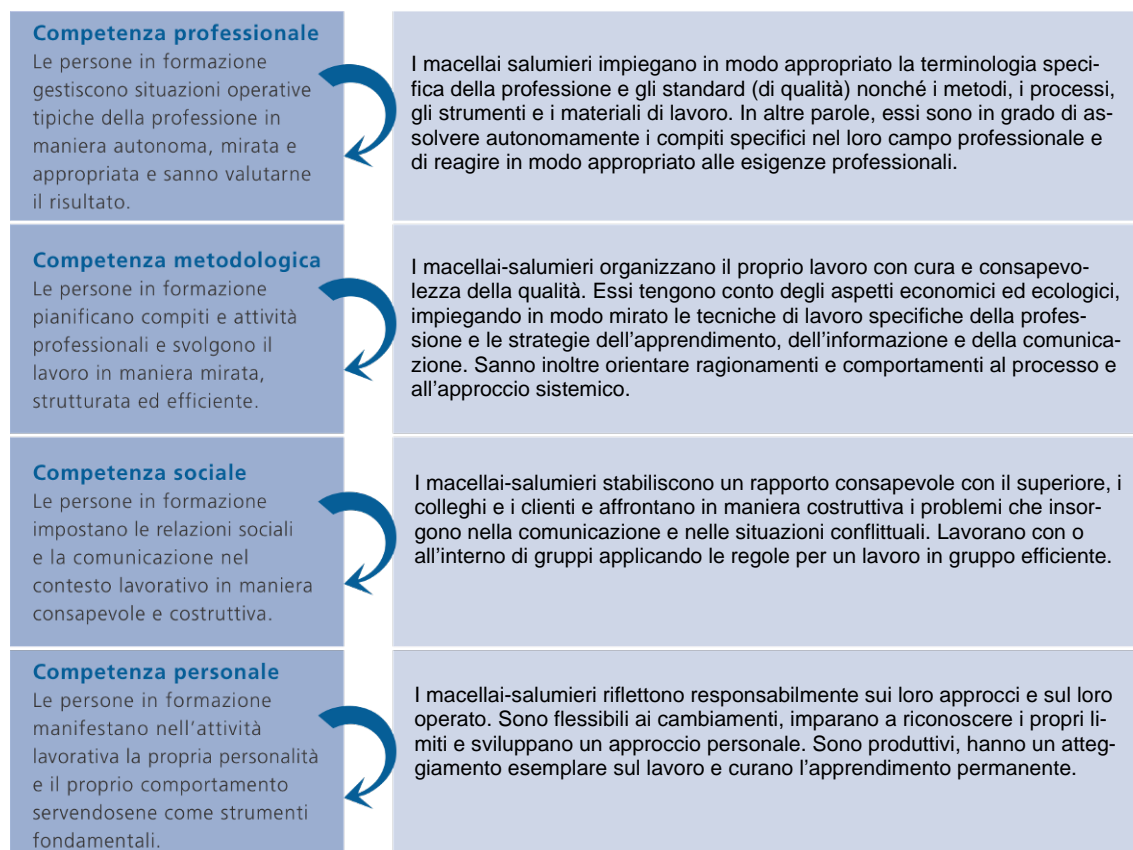 Competenza professionale
Le persone in formazione
gestiscono situazioni operative
tipiche della professione in
maniera autonoma, mirata e
appropriata e sanno valutarne
il risultato.
I macellai salumieri impiegano in modo appropriato la terminologia speci-
fica della professione e gli standard (di qualità) nonché i metodi, i processi,
gli strumenti e i materiali di lavoro. In altre parole, essi sono in grado di as-
solvere autonomamente i compiti specifici nel loro campo professionale e
di reagire in modo appropriato alle esigenze professionali.
Competenza metodologica
Le persone in formazione
pianificano compiti e attività
professionali e svolgono il
lavoro in maniera mirata,
strutturata ed efficiente.
I macellai-salumieri organizzano il proprio lavoro con cura e consapevo-
lezza della qualità. Essi tengono conto degli aspetti economici ed ecologici,
impiegando in modo mirato le tecniche di lavoro specifiche della profes-
sione e le strategie dell'apprendimento, dell'informazione e della comunica-
zione. Sanno inoltre orientare ragionamenti e comportamenti al processo e
all'approccio sistemico.
Competenza sociale
Le persone in formazione
impostano le relazioni sociali
e la comunicazione nel
contesto lavorativo in maniera
consapevole e costruttiva.
I macellai-salumieri stabiliscono un rapporto consapevole con il superiore, i
colleghi e i clienti e affrontano in maniera costruttiva i problemi che insor-
gono nella comunicazione e nelle situazioni conflittuali. Lavorano con o
all'interno di gruppi applicando le regole per un lavoro in gruppo efficiente.
Competenza personale
Le persone in formazione
manifestano nell'attività
lavorativa la propria personalità
e il proprio comportamento
servendosene come strumenti
fondamentali.
I macellai-salumieri riflettono responsabilmente sui loro approcci e sul loro
operato. Sono flessibili ai cambiamenti, imparano a riconoscere i propri li-
miti e sviluppano un approccio personale. Sono produttivi, hanno un atteg-
giamento esemplare sul lavoro e curano l'apprendimento permanente.